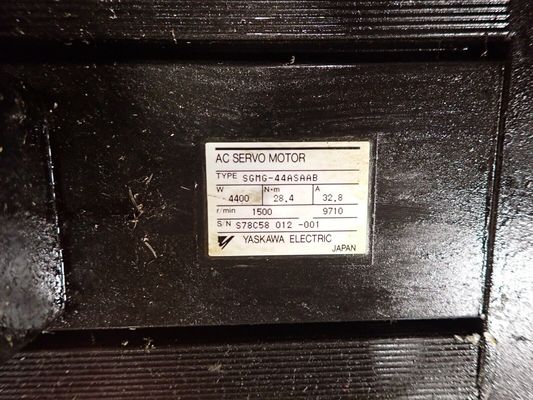 AC SERVO MOTOR
TYPE SGMG-44ASAAB
W N·m A
4400 28.4 32.8
r/min 1500 9710
S/N S78C58 012 -001
YASKAWA ELECTRIC
JAPAN